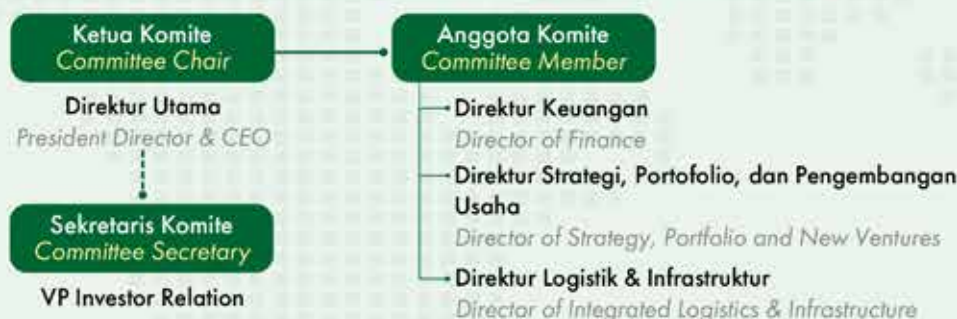 Ketua Komite
Committee Chair
Direktur Utama
President Director & CEO
Sekretaris Komite
Committee Secretary
VP Investor Relation
Anggota Komite
Committee Member
Direktur Keuangan
Director of Finance
Direktur Strategi, Portofolio, dan Pengembangan
Usaha
Director of Strategy, Portfolio and New Ventures
Direktur Logistik & Infrastruktur
Director of Integrated Logistics & Infrastructure